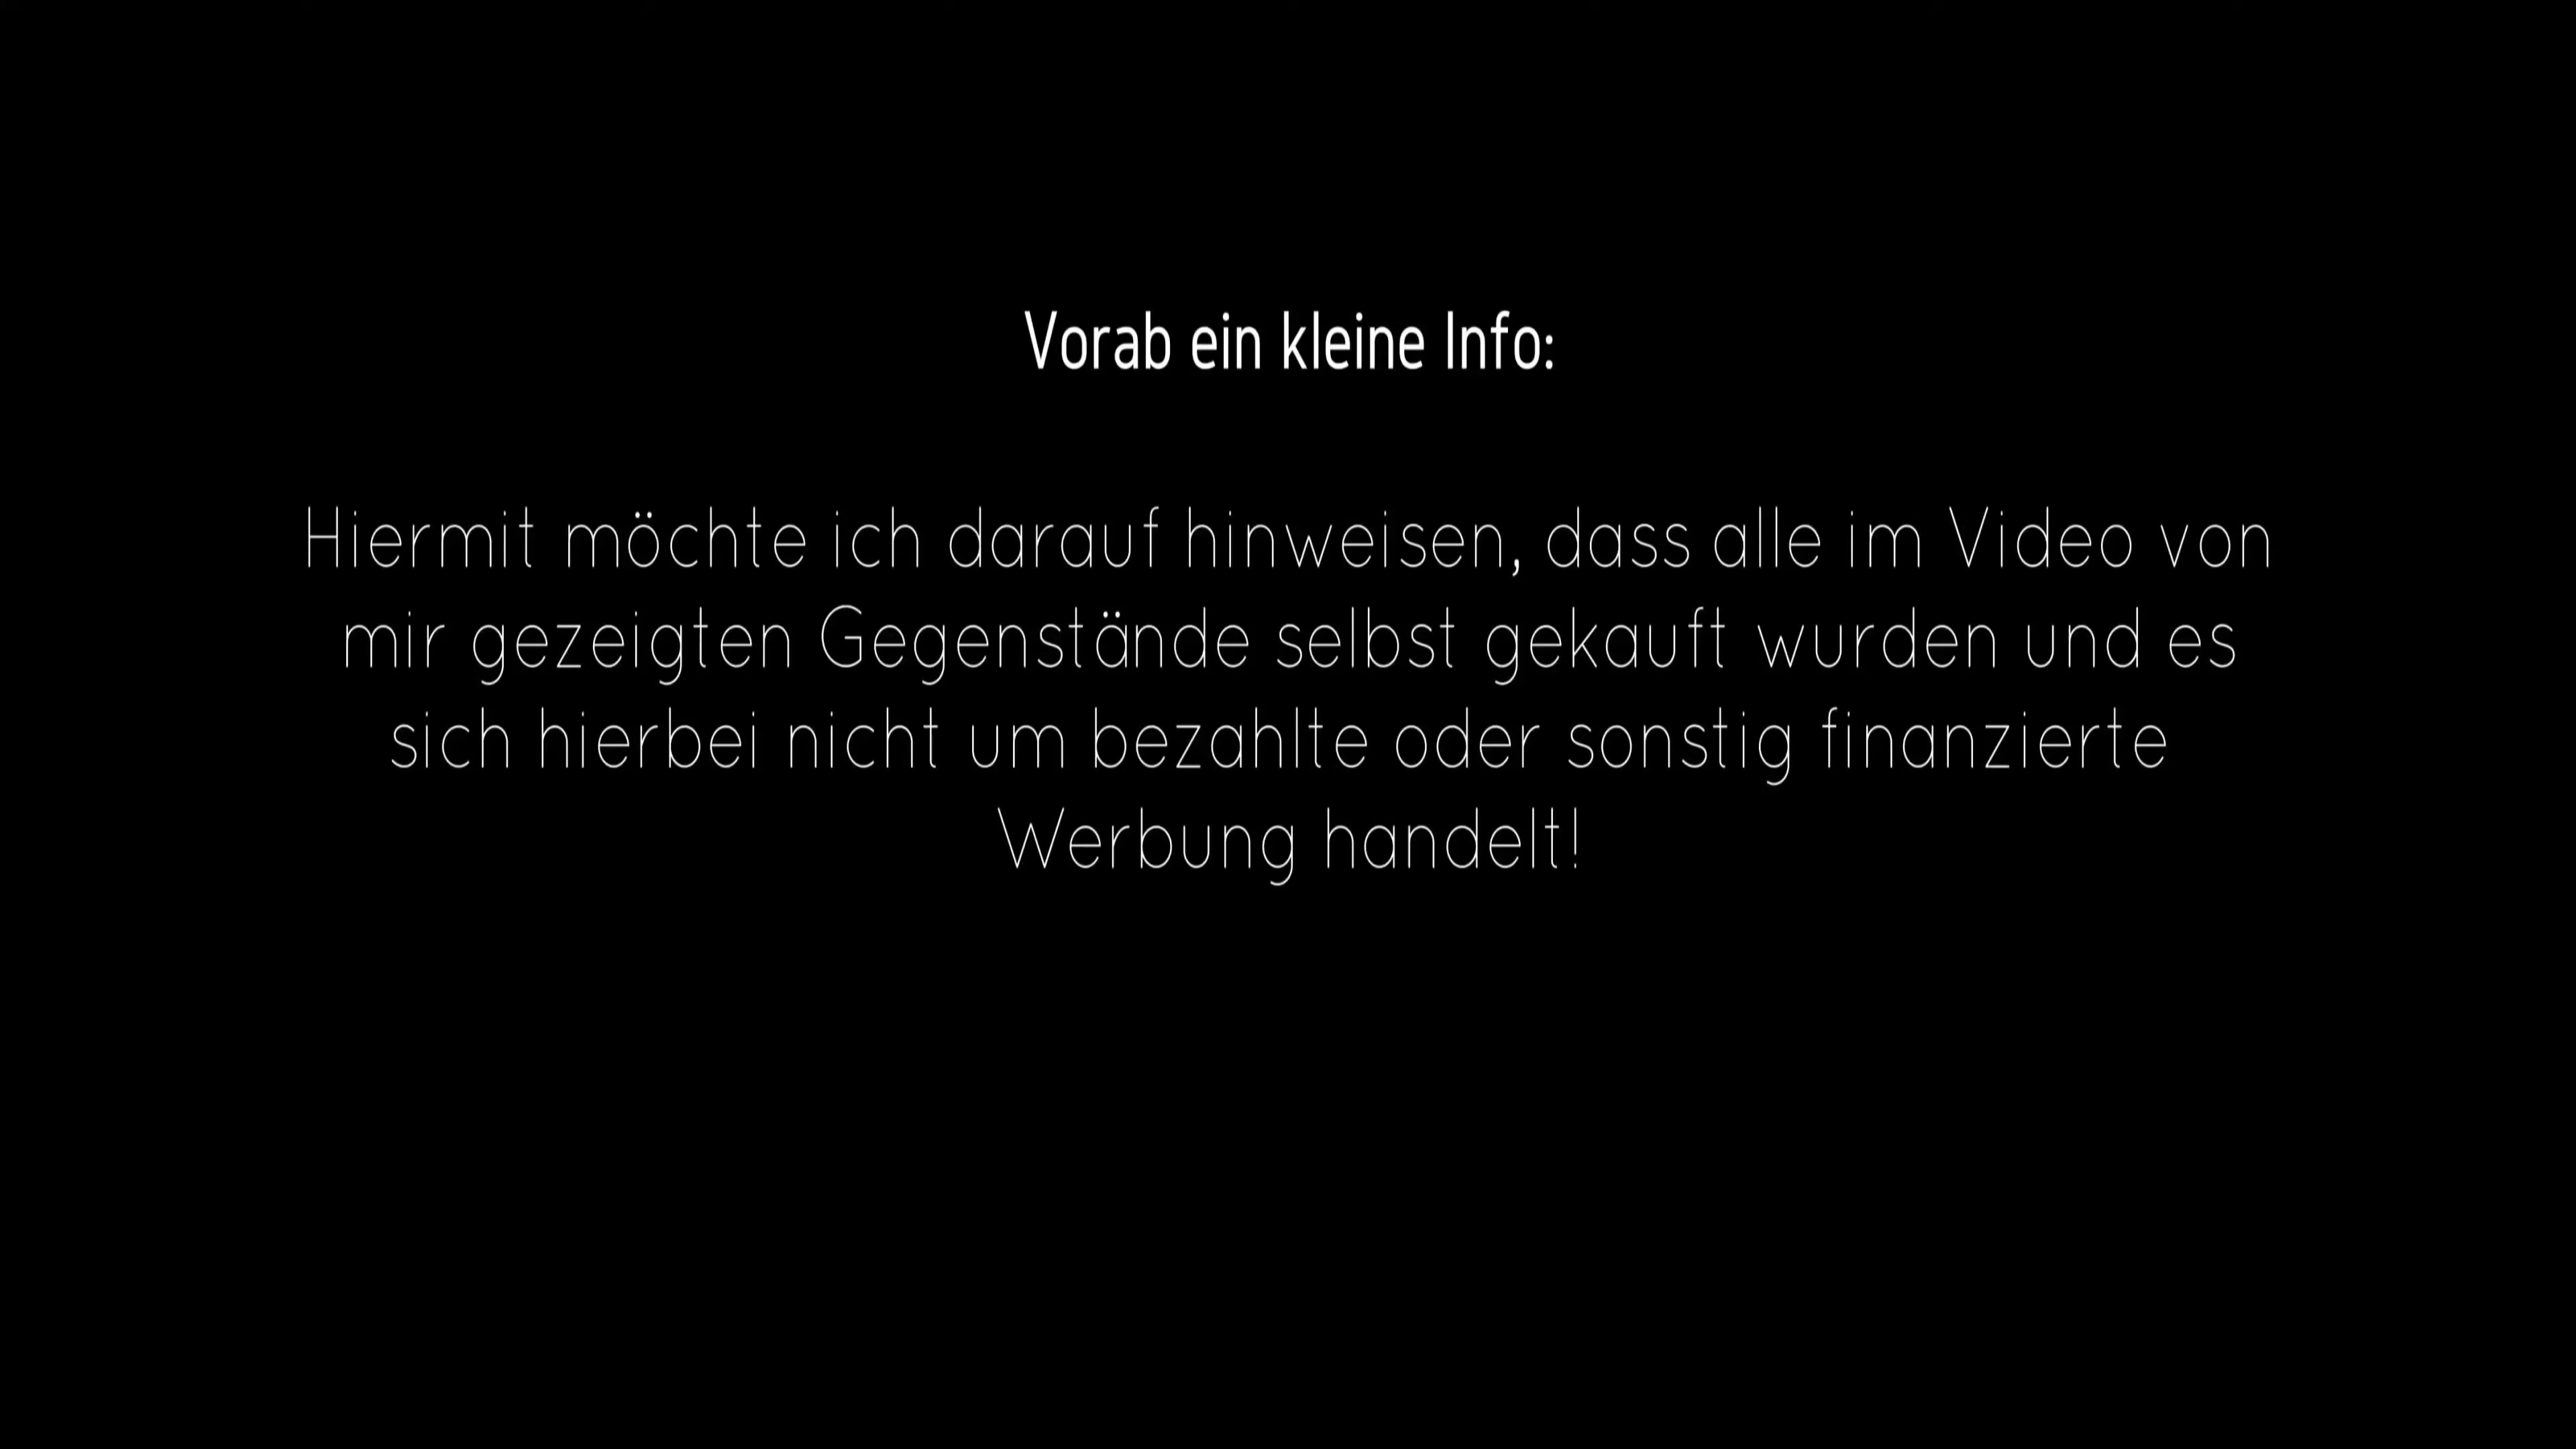 Vorab ein kleine Info:
Hiermit möchte ich darauf hinweisen, dass alle im Video von
mir gezeigten Gegenstände selbst gekauft wurden und es
sich hierbei nicht um bezahlte oder sonstig finanzierte
Werbung handelt!